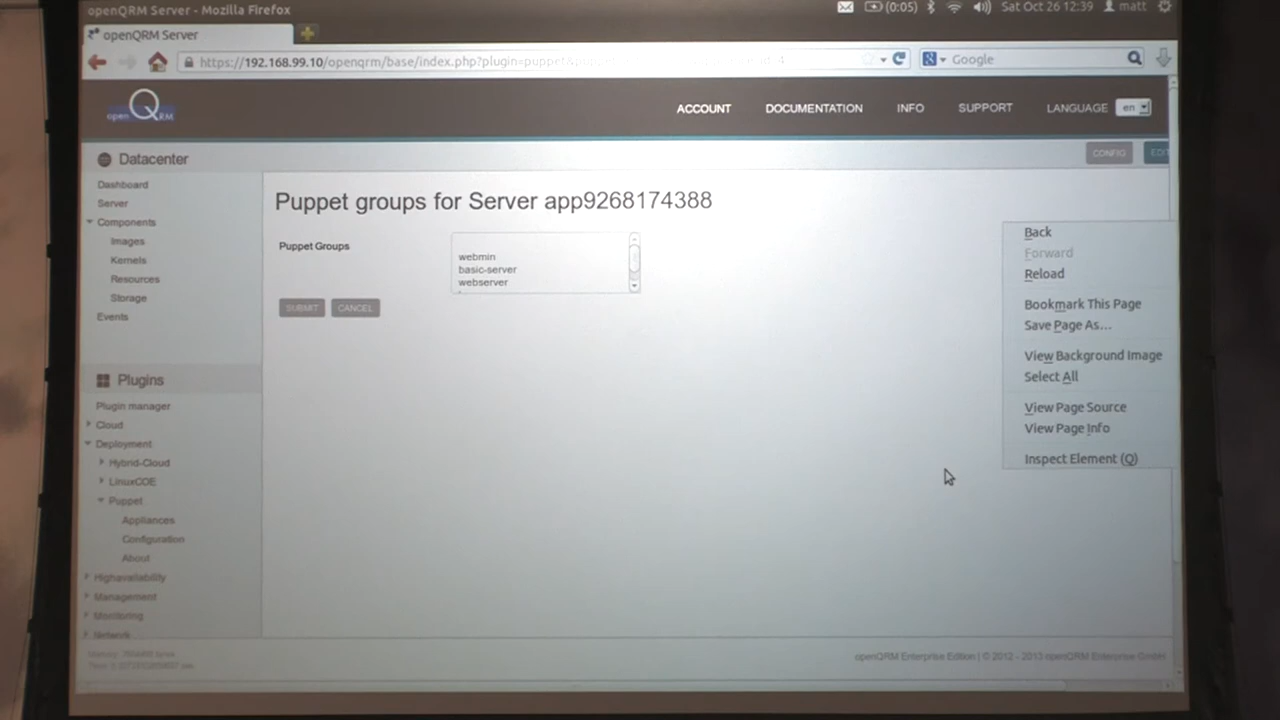 openQRM Server - Mozilla Firefox
(0:05) Sat Oct 26 12:39 matt
openQRM Server
https://192.168.99.10/openqrm/base/index.php?plugin=puppet
Google
openQRM
ACCOUNT DOCUMENTATION INFO SUPPORT LANGUAGE en
Datacenter
CONFIG EDIT
Dashboard
Server
Components
Images
Kernels
Resources
Storage
Events
Puppet groups for Server app9268174388
Puppet Groups
webmin
basic-server
webserver
SUBMIT CANCEL
Back
Forward
Reload
Bookmark This Page
Save Page As...
View Background Image
Select All
View Page Source
View Page Info
Inspect Element (Q)
Plugins
Plugin manager
Cloud
Deployment
Hybrid-Cloud
LinuxCOE
Puppet
Appliances
Configuration
About
Highavailability
Management
Monitoring
Network
openQRM Enterprise Edition | © 2012 - 2013 openQRM Enterprise GmbH